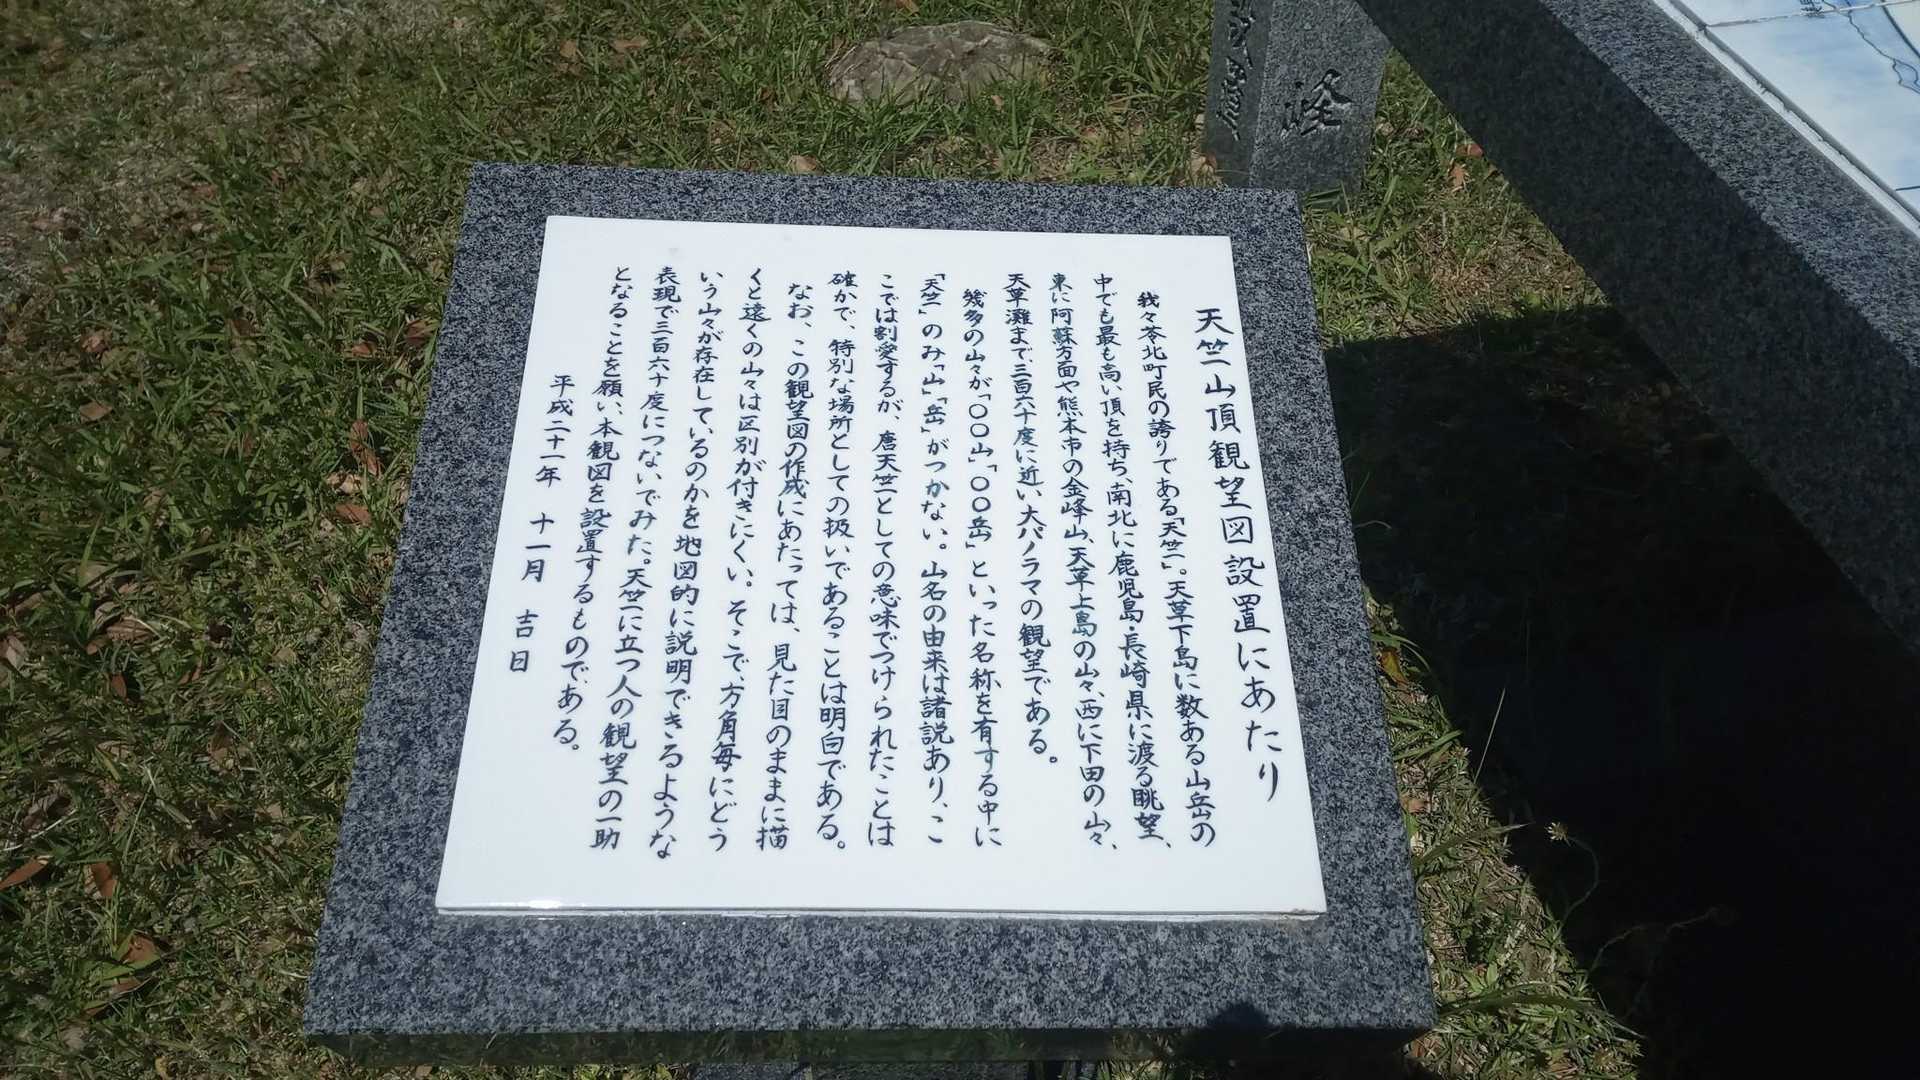 天竺山頂観望図設置にあたり
我々苓北町民の誇りである「天竺」。天草下島に数ある山岳の
中でも最も高い頂を持ち、南北に鹿児島・長崎県に渡る眺望、
東に阿蘇方面や熊本市の金峰山、天草上島の山々、西に下田の山々、
天草灘まで、三百六十度に近い大パノラマの観望である。
幾多の山々が「〇〇山」「〇〇岳」といった名称を有する中に
「天竺」のみ「山」「岳」がつかない。山名の由来は諸説あり、こ
こでは割愛するが、唐天竺としての意味でつけられたことは
確かで、特別な場所としての扱いであることは明白である。
なお、この観望図の作成にあたっては、見た目のままに描
くと遠くの山々は区別が付きにくい。そこで、方角毎にどう
いう山々が存在しているのかを地図的に説明できるような
表現で三百六十度につないでみた。天竺に立つ人の観望の一助
となることを願い、本観図を設置するものである。
平成二十一年 十一月 吉日